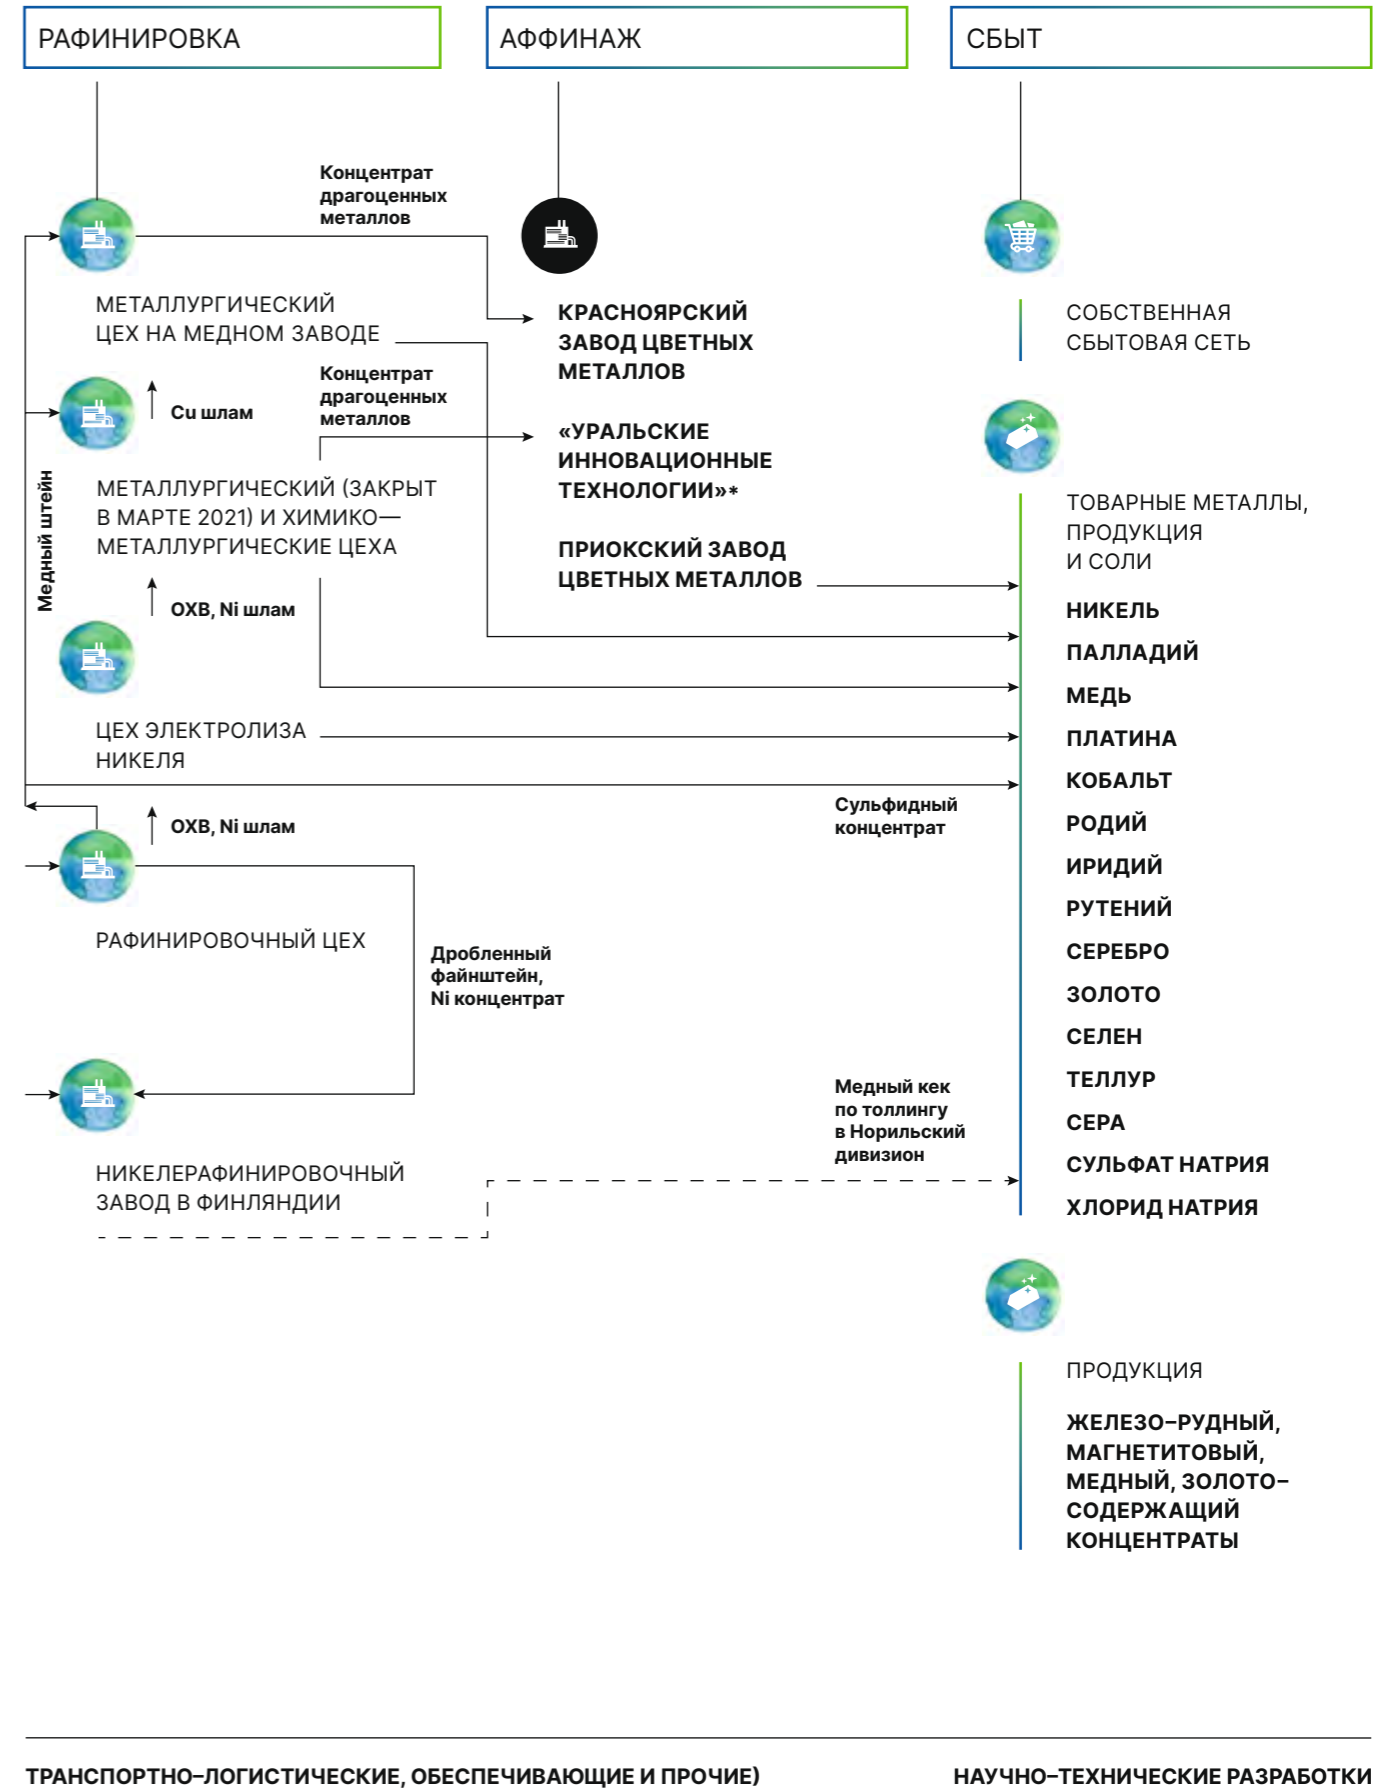 РАФИНИРОВКА
АФФИНАЖ
СБЫТ
Концентрат
драгоценных
металлов
МЕТАЛЛУРГИЧЕСКИЙ
ЦЕХ НА МЕДНОМ ЗАВОДЕ
Концентрат
драгоценных
металлов
Cu шлам
Медный штейн
МЕТАЛЛУРГИЧЕСКИЙ (ЗАКРЫТ
В МАРТЕ 2021) И ХИМИКО—
МЕТАЛЛУРГИЧЕСКИЕ ЦЕХА
ОХВ, Ni шлам
ЦЕХ ЭЛЕКТРОЛИЗА
НИКЕЛЯ
ОХВ, Ni шлам
РАФИНИРОВОЧНЫЙ ЦЕХ
Дробленный
файнштейн,
Ni концентрат
НИКЕЛЕРАФИНИРОВОЧНЫЙ
ЗАВОД В ФИНЛЯНДИИ
КРАСНОЯРСКИЙ
ЗАВОД ЦВЕТНЫХ
МЕТАЛЛОВ
«УРАЛЬСКИЕ
ИННОВАЦИОННЫЕ
ТЕХНОЛОГИИ»*
ПРИОКСКИЙ ЗАВОД
ЦВЕТНЫХ МЕТАЛЛОВ
Сульфидный
концентрат
Медный кек
по толлингу
в Норильский
дивизион
СОБСТВЕННАЯ
СБЫТОВАЯ СЕТЬ
ТОВАРНЫЕ МЕТАЛЛЫ,
ПРОДУКЦИЯ
И СОЛИ
НИКЕЛЬ
ПАЛЛАДИЙ
МЕДЬ
ПЛАТИНА
КОБАЛЬТ
РОДИЙ
ИРИДИЙ
РУТЕНИЙ
СЕРЕБРО
ЗОЛОТО
СЕЛЕН
ТЕЛЛУР
СЕРА
СУЛЬФАТ НАТРИЯ
ХЛОРИД НАТРИЯ
ПРОДУКЦИЯ
ЖЕЛЕЗО–РУДНЫЙ,
МАГНЕТИТОВЫЙ,
МЕДНЫЙ, ЗОЛОТО–
СОДЕРЖАЩИЙ
КОНЦЕНТРАТЫ
ТРАНСПОРТНО–ЛОГИСТИЧЕСКИЕ, ОБЕСПЕЧИВАЮЩИЕ И ПРОЧИЕ)
НАУЧНО–ТЕХНИЧЕСКИЕ РАЗРАБОТКИ